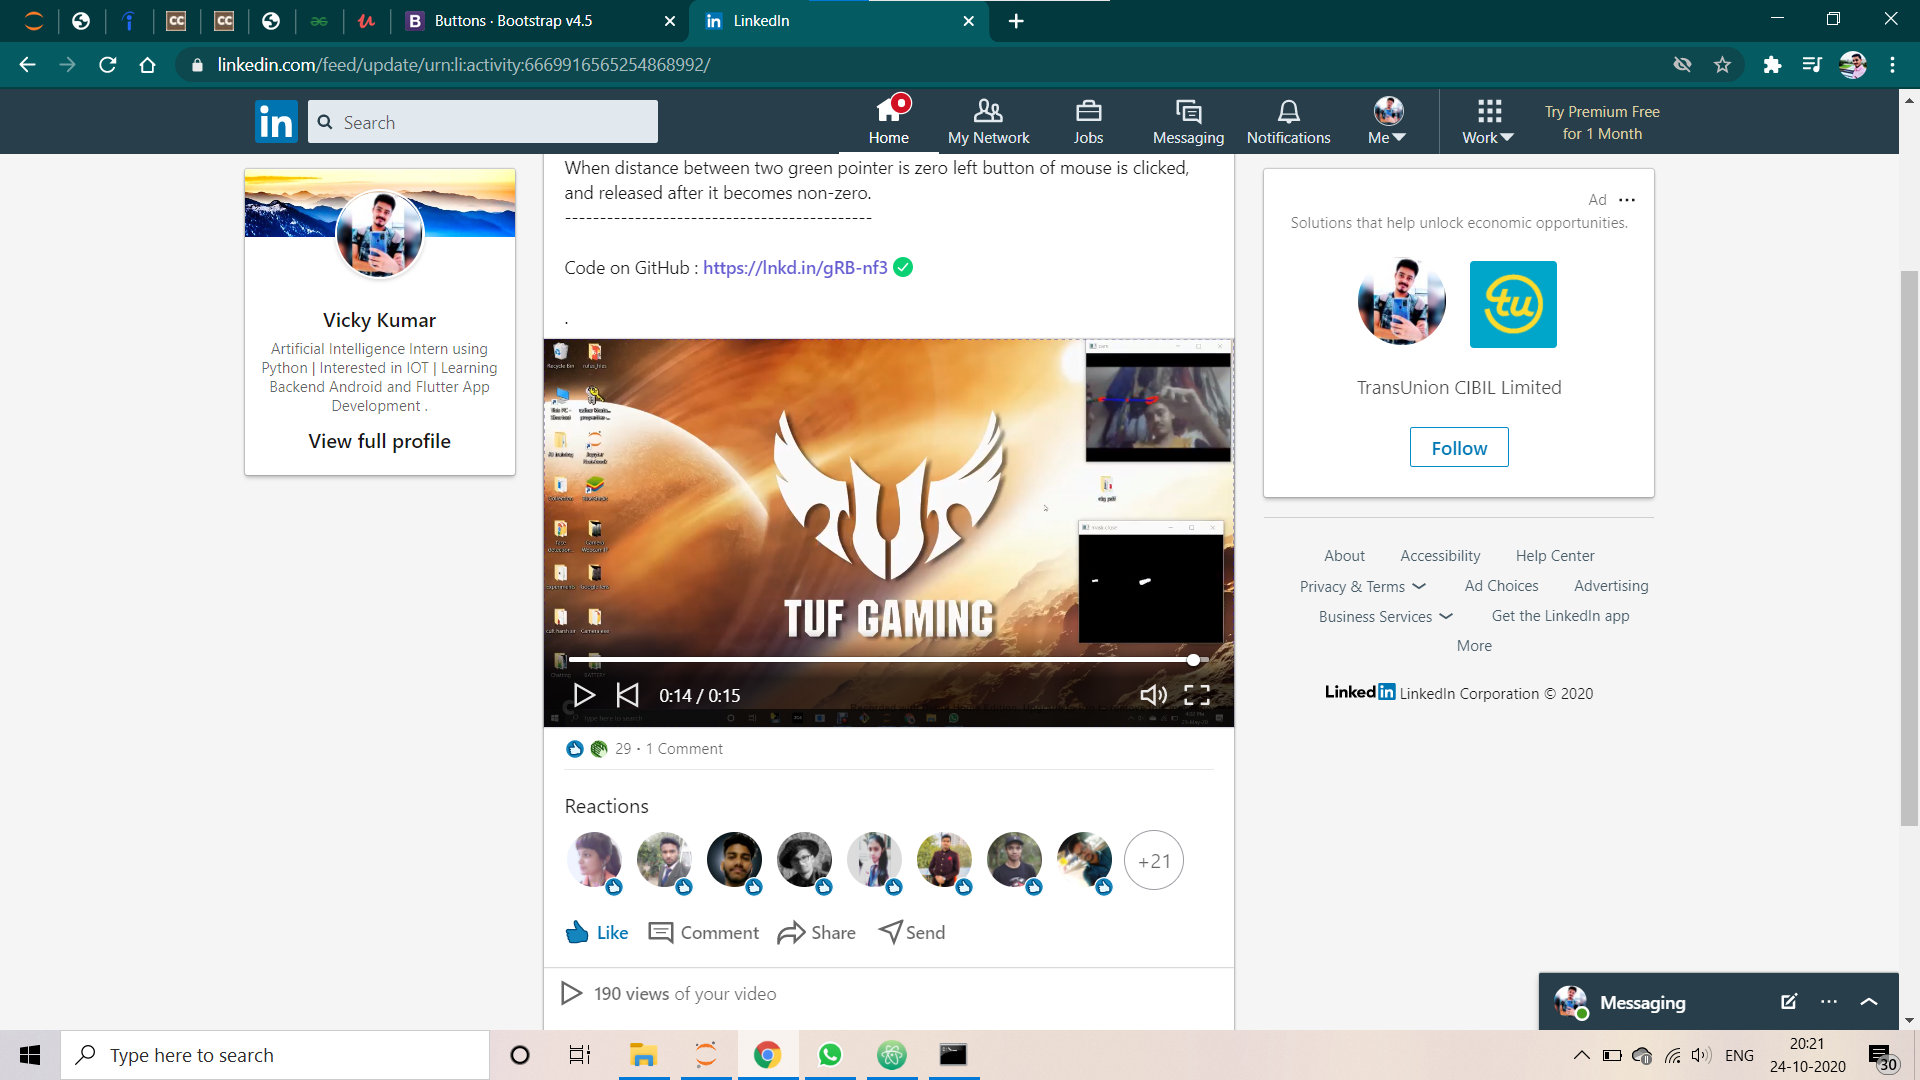 Buttons · Bootstrap v4.5
LinkedIn
linkedin.com/feed/update/urn:li:activity:6669916565254868992/
Search
Home
My Network
Jobs
Messaging
Notifications
Me
Work
Try Premium Free
for 1 Month
Vicky Kumar
Artificial Intelligence Intern using
Python | Interested in IOT | Learning
Backend Android and Flutter App
Development .
View full profile
When distance between two green pointer is zero left button of mouse is clicked,
and released after it becomes non-zero.
--------------------------------------------
Code on GitHub : https://lnkd.in/gRB-nf3
.
Recycle Bin
TUF GAMING
0:14 / 0:15
29 · 1 Comment
Reactions
+21
Like
Comment
Share
Send
190 views of your video
Ad
Solutions that help unlock economic opportunities.
tu
TransUnion CIBIL Limited
Follow
About
Accessibility
Help Center
Privacy & Terms
Ad Choices
Advertising
Business Services
Get the LinkedIn app
More
LinkedIn LinkedIn Corporation © 2020
Messaging
Type here to search
ENG
20:21
24-10-2020
30